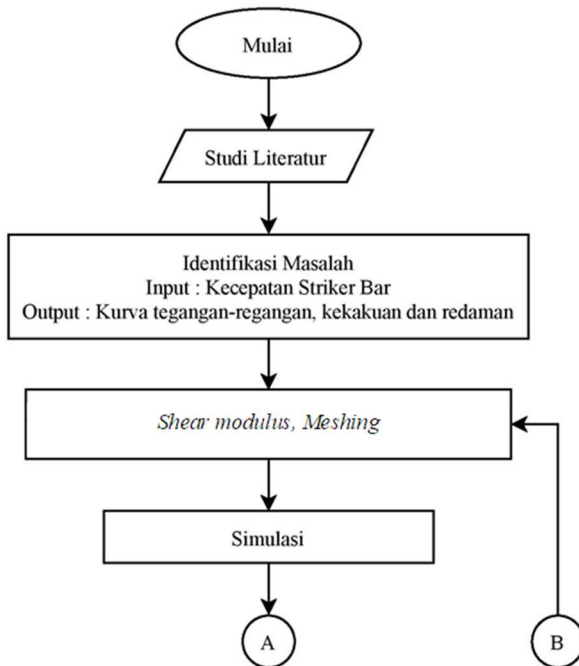 Mulai
Studi Literatur
Identifikasi Masalah
Input : Kecepatan Striker Bar
Output : Kurva tegangan-regangan, kekakuan dan redaman
Shear modulus, Meshing
Simulasi
A
B